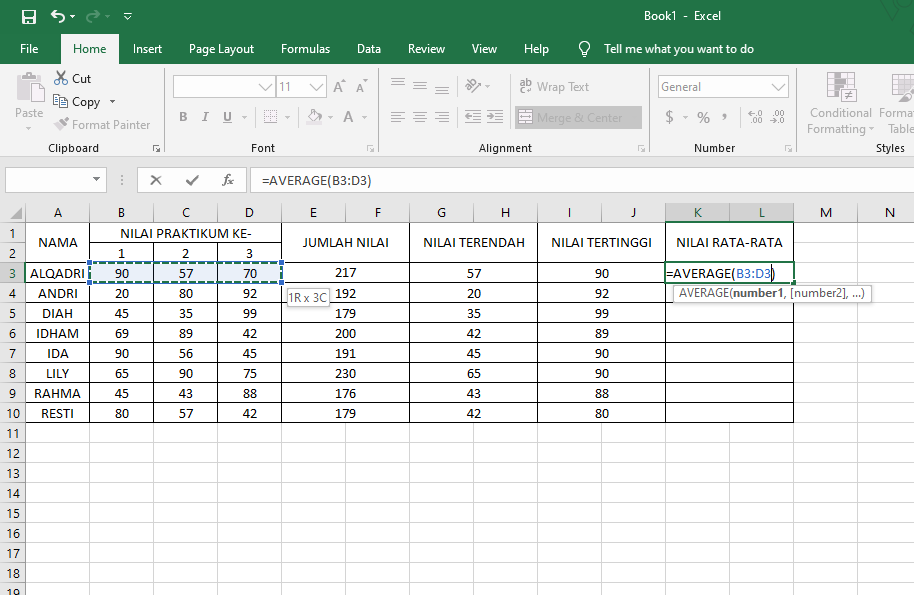 Book1 - Excel
File Home Insert Page Layout Formulas Data Review View Help Tell me what you want to do
Cut
Copy
Format Painter
Paste
Clipboard
11 A A
B I U A
Font
ab Wrap Text
Merge & Center
Alignment
General
$ % ,
.00 .00
Number
Conditional
Formatting
Forma
Table
Styles
fx =AVERAGE(B3:D3)
A B C D E F G H I J K L M N
1 NAMA NILAI PRAKTIKUM KE- JUMLAH NILAI NILAI TERENDAH NILAI TERTINGGI NILAI RATA-RATA
2 1 2 3
3 ALQADRI 90 57 70 217 57 90 =AVERAGE(B3:D3)
4 ANDRI 20 80 92 192 20 92
1R x 3C
AVERAGE(number1, [number2], ...)
5 DIAH 45 35 99 179 35 99
6 IDHAM 69 89 42 200 42 89
7 IDA 90 56 45 191 45 90
8 LILY 65 90 75 230 65 90
9 RAHMA 45 43 88 176 43 88
10 RESTI 80 57 42 179 42 80
11
12
13
14
15
16
17
18
19